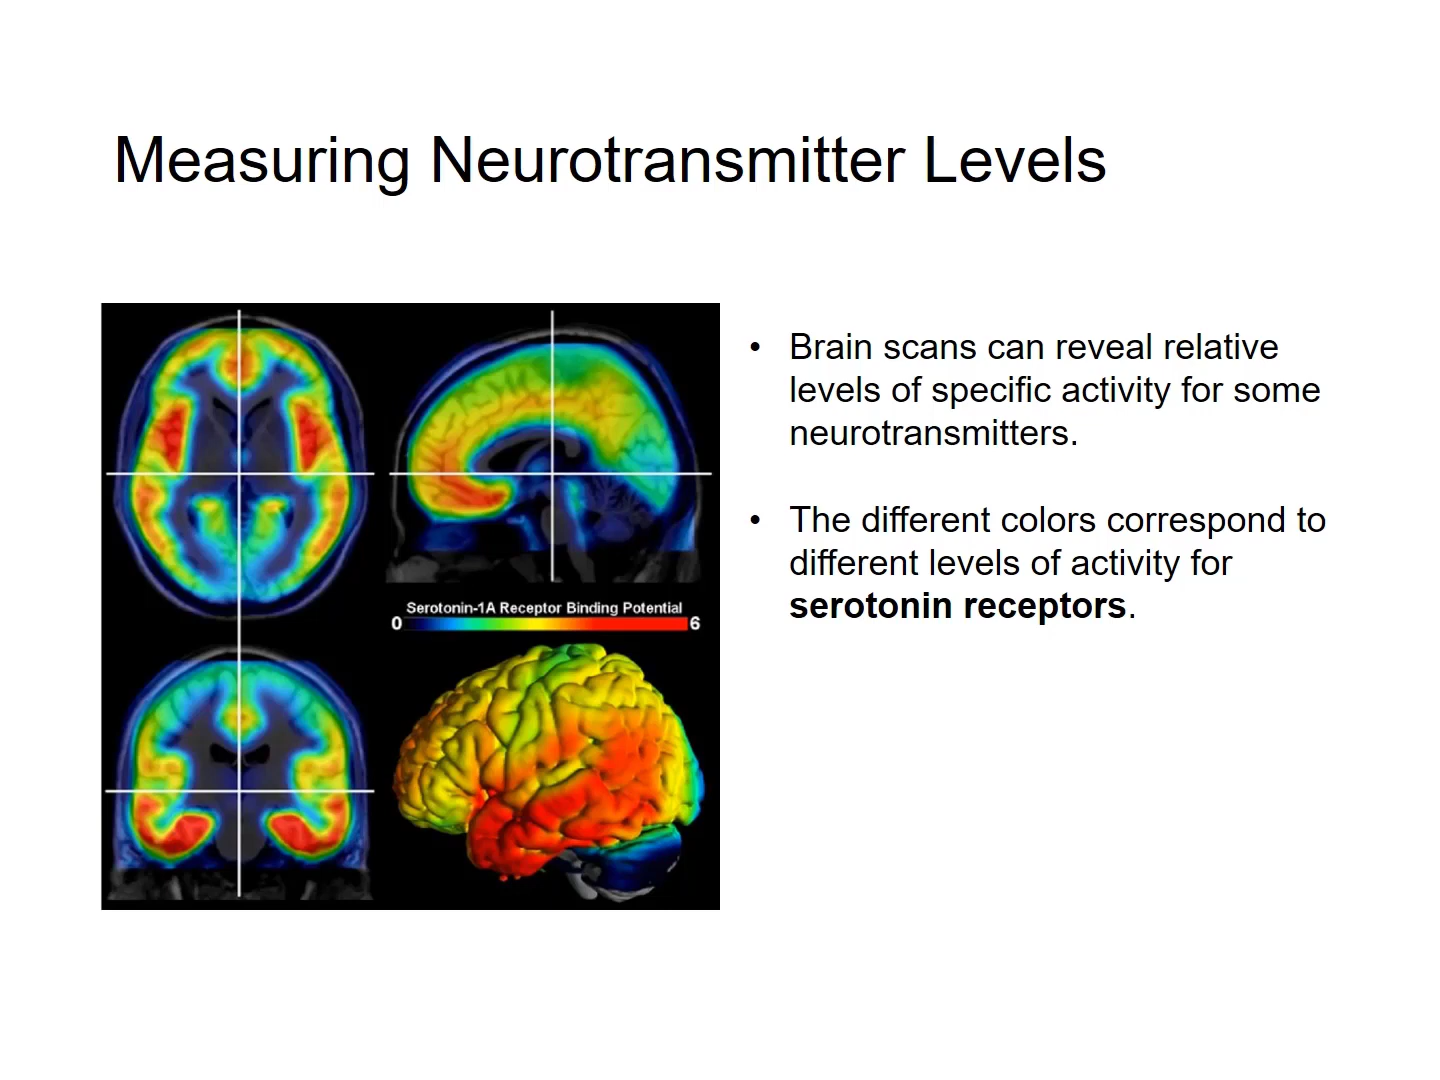 Measuring Neurotransmitter Levels
• Brain scans can reveal relative
levels of specific activity for some
neurotransmitters.
• The different colors correspond to
different levels of activity for
serotonin receptors.
Serotonin-1A Receptor Binding Potential
0 6